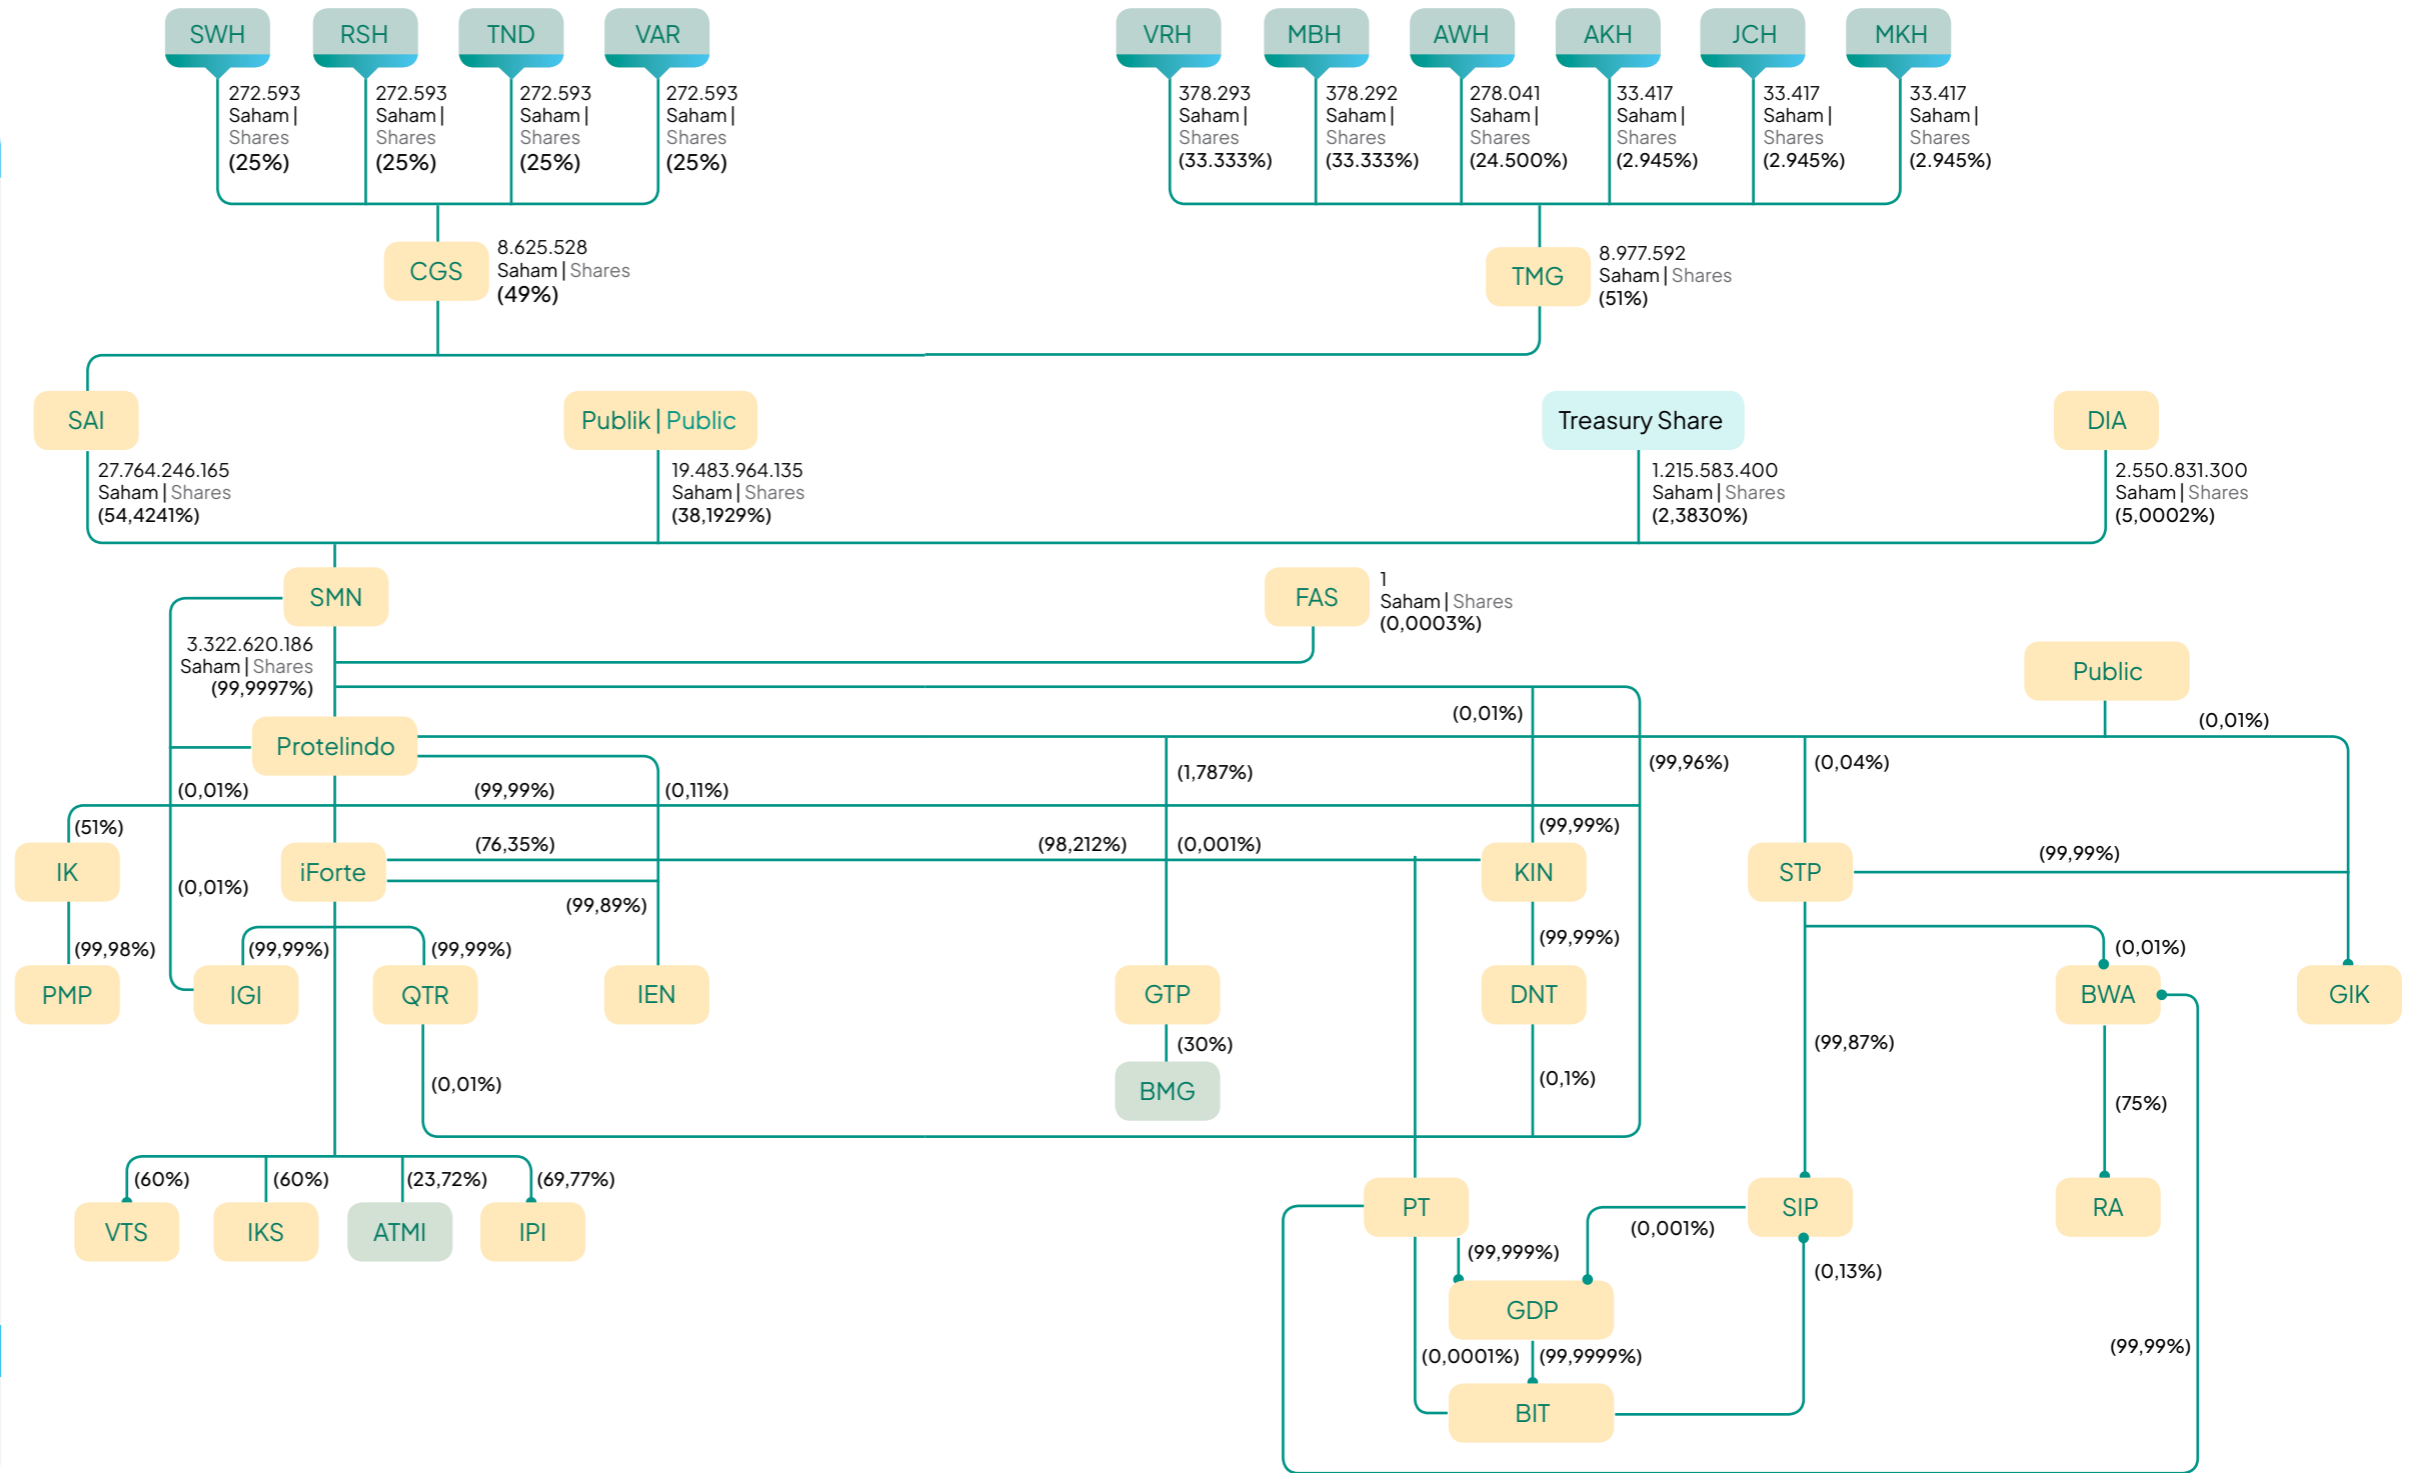 SWH
RSH
TND
VAR
VRH
MBH
AWH
AKH
JCH
MKH
272.593
Saham |
Shares
(25%)
272.593
Saham |
Shares
(25%)
272.593
Saham |
Shares
(25%)
272.593
Saham |
Shares
(25%)
378.293
Saham |
Shares
(33.333%)
378.292
Saham |
Shares
(33.333%)
278.041
Saham |
Shares
(24.500%)
33.417
Saham |
Shares
(2.945%)
33.417
Saham |
Shares
(2.945%)
33.417
Saham |
Shares
(2.945%)
CGS
8.625.528
Saham | Shares
(49%)
TMG
8.977.592
Saham | Shares
(51%)
SAI
Publik | Public
Treasury Share
DIA
27.764.246.165
Saham | Shares
(54,4241%)
19.483.964.135
Saham | Shares
(38,1929%)
1.215.583.400
Saham | Shares
(2,3830%)
2.550.831.300
Saham | Shares
(5,0002%)
SMN
FAS
1
Saham | Shares
(0,0003%)
3.322.620.186
Saham | Shares
(99,9997%)
Public
(0,01%)
(0,01%)
Protelindo
(1,787%)
(99,96%)
(0,04%)
(0,01%)
(99,99%)
(0,11%)
(51%)
(99,99%)
(76,35%)
(98,212%)
(0,001%)
(99,99%)
IK
iForte
KIN
STP
(0,01%)
(99,89%)
(99,98%)
(99,99%)
(99,99%)
(99,99%)
(0,01%)
PMP
IGI
QTR
IEN
GTP
DNT
BWA
GIK
(30%)
(99,87%)
(0,01%)
BMG
(0,1%)
(75%)
(60%)
(60%)
(23,72%)
(69,77%)
VTS
IKS
ATMI
IPI
PT
SIP
RA
(0,001%)
(99,999%)
(0,13%)
GDP
(0,0001%)
(99,9999%)
(99,99%)
BIT